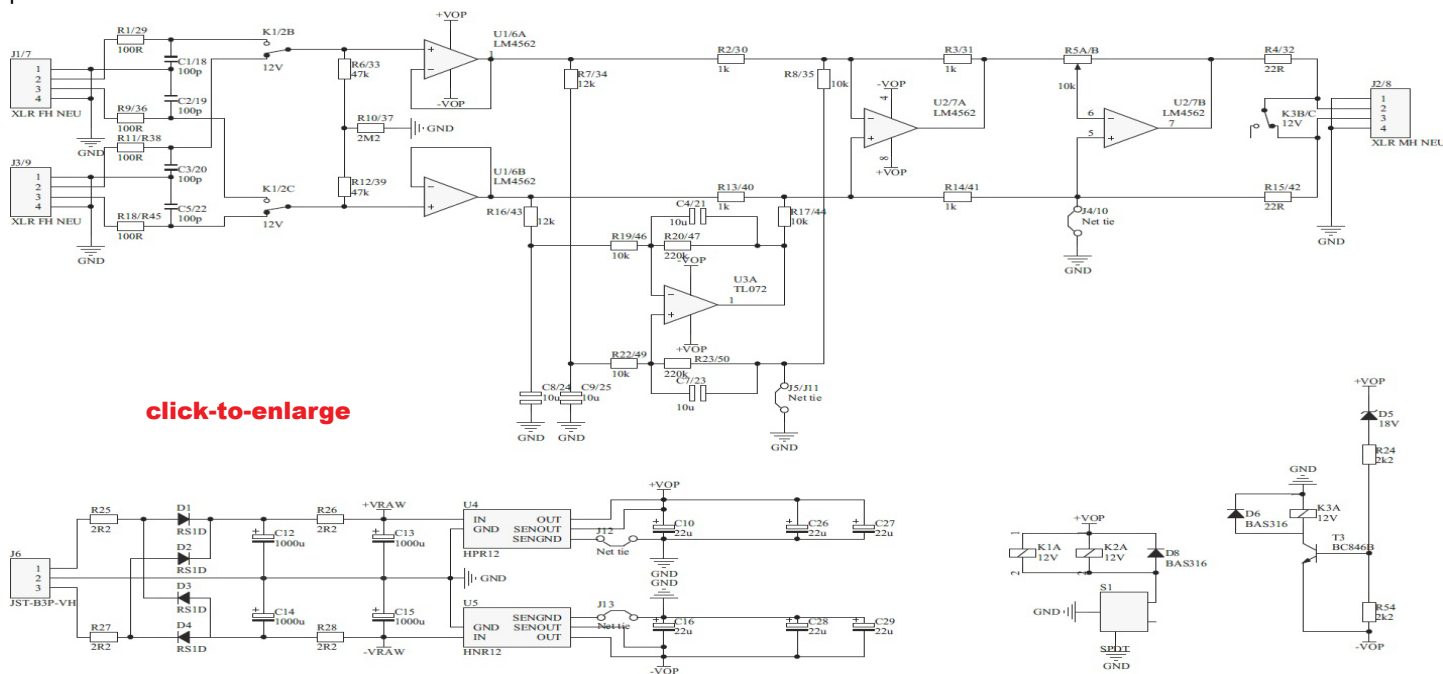 J1/7
1
2
3
4
XLR FH NEU
R1/29
100R
C1/18
100p
C2/19
100p
R9/36
100R
GND
K1/2B
12V
J3/9
1
2
3
4
XLR FH NEU
R11/R38
100R
C3/20
100p
C5/22
100p
R18/R45
100R
GND
K1/2C
12V
R6/33
47k
R10/37
2M2
GND
R12/39
47k
+VOP
U1/6A
LM4562
1
-VOP
U1/6B
LM4562
R7/34
12k
R16/43
12k
R2/30
1k
R8/35
10k
R13/40
1k
C4/21
10u
R17/44
10k
R19/46
10k
R20/47
220k
-VOP
U3A
TL072
1
+VOP
R22/49
10k
R23/50
220k
C7/23
10u
C8/24
10u
GND
C9/25
10u
GND
J5/J11
Net tie
GND
R3/31
1k
-VOP
4
U2/7A
LM4562
8
+VOP
R14/41
1k
R5A/B
10k
6
5
7
U2/7B
LM4562
J4/10
Net tie
GND
R4/32
22R
K3B/C
12V
R15/42
22R
J2/8
1
2
3
4
XLR MH NEU
GND
click-to-enlarge
J6
1
2
3
JST-B3P-VH
R25
2R2
R27
2R2
D1
RS1D
D2
RS1D
D3
RS1D
D4
RS1D
C12
1000u
C14
1000u
R26
2R2
R28
2R2
+VRAW
C13
1000u
C15
1000u
-VRAW
GND
U4
IN
GND
OUT
SENOUT
SENGND
HPR12
J12
Net tie
U5
GND
IN
SENGND
SENOUT
OUT
HNR12
J13
Net tie
+VOP
C10
22u
C26
22u
C27
22u
GND
GND
C16
22u
C28
22u
C29
22u
-VOP
+VOP
1
K1A
12V
2
K2A
12V
2
D8
BAS316
S1
GND
SPDT
GND
+VOP
D5
18V
R24
2k2
GND
D6
BAS316
K3A
12V
T3
BC846B
R54
2k2
-VOP